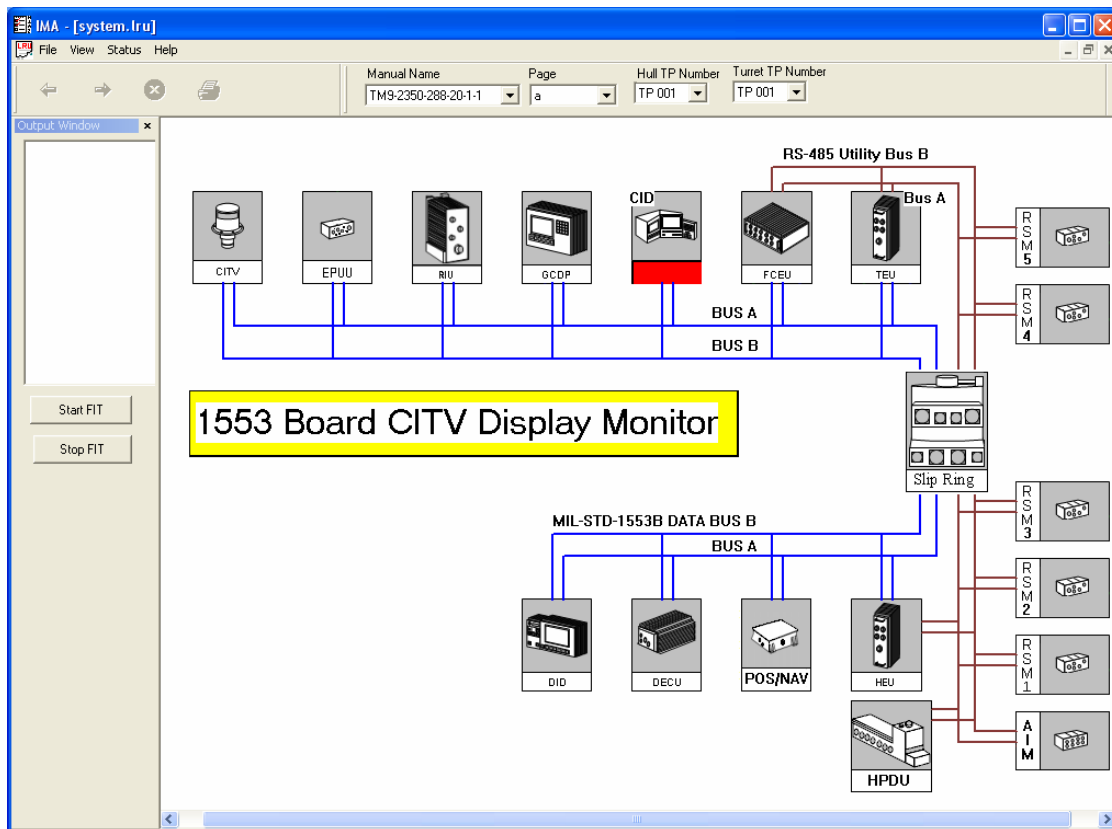 IMA - [system.lru]
LRU File View Status Help
Manual Name Page Hull TP Number Turret TP Number
TM9-2350-288-20-1-1 a TP 001 TP 001
Output Window
Start FIT
Stop FIT
RS-485 Utility Bus B
CID
Bus A
CITV EPUU RIU GCDP FCEU TEU
BUS A
BUS B
RSM5
RSM4
1553 Board CITV Display Monitor
Slip Ring
MIL-STD-1553B DATA BUS B
BUS A
RSM3
RSM2
RSM1
DID DECU POS/NAV HEU
AIM
HPDU